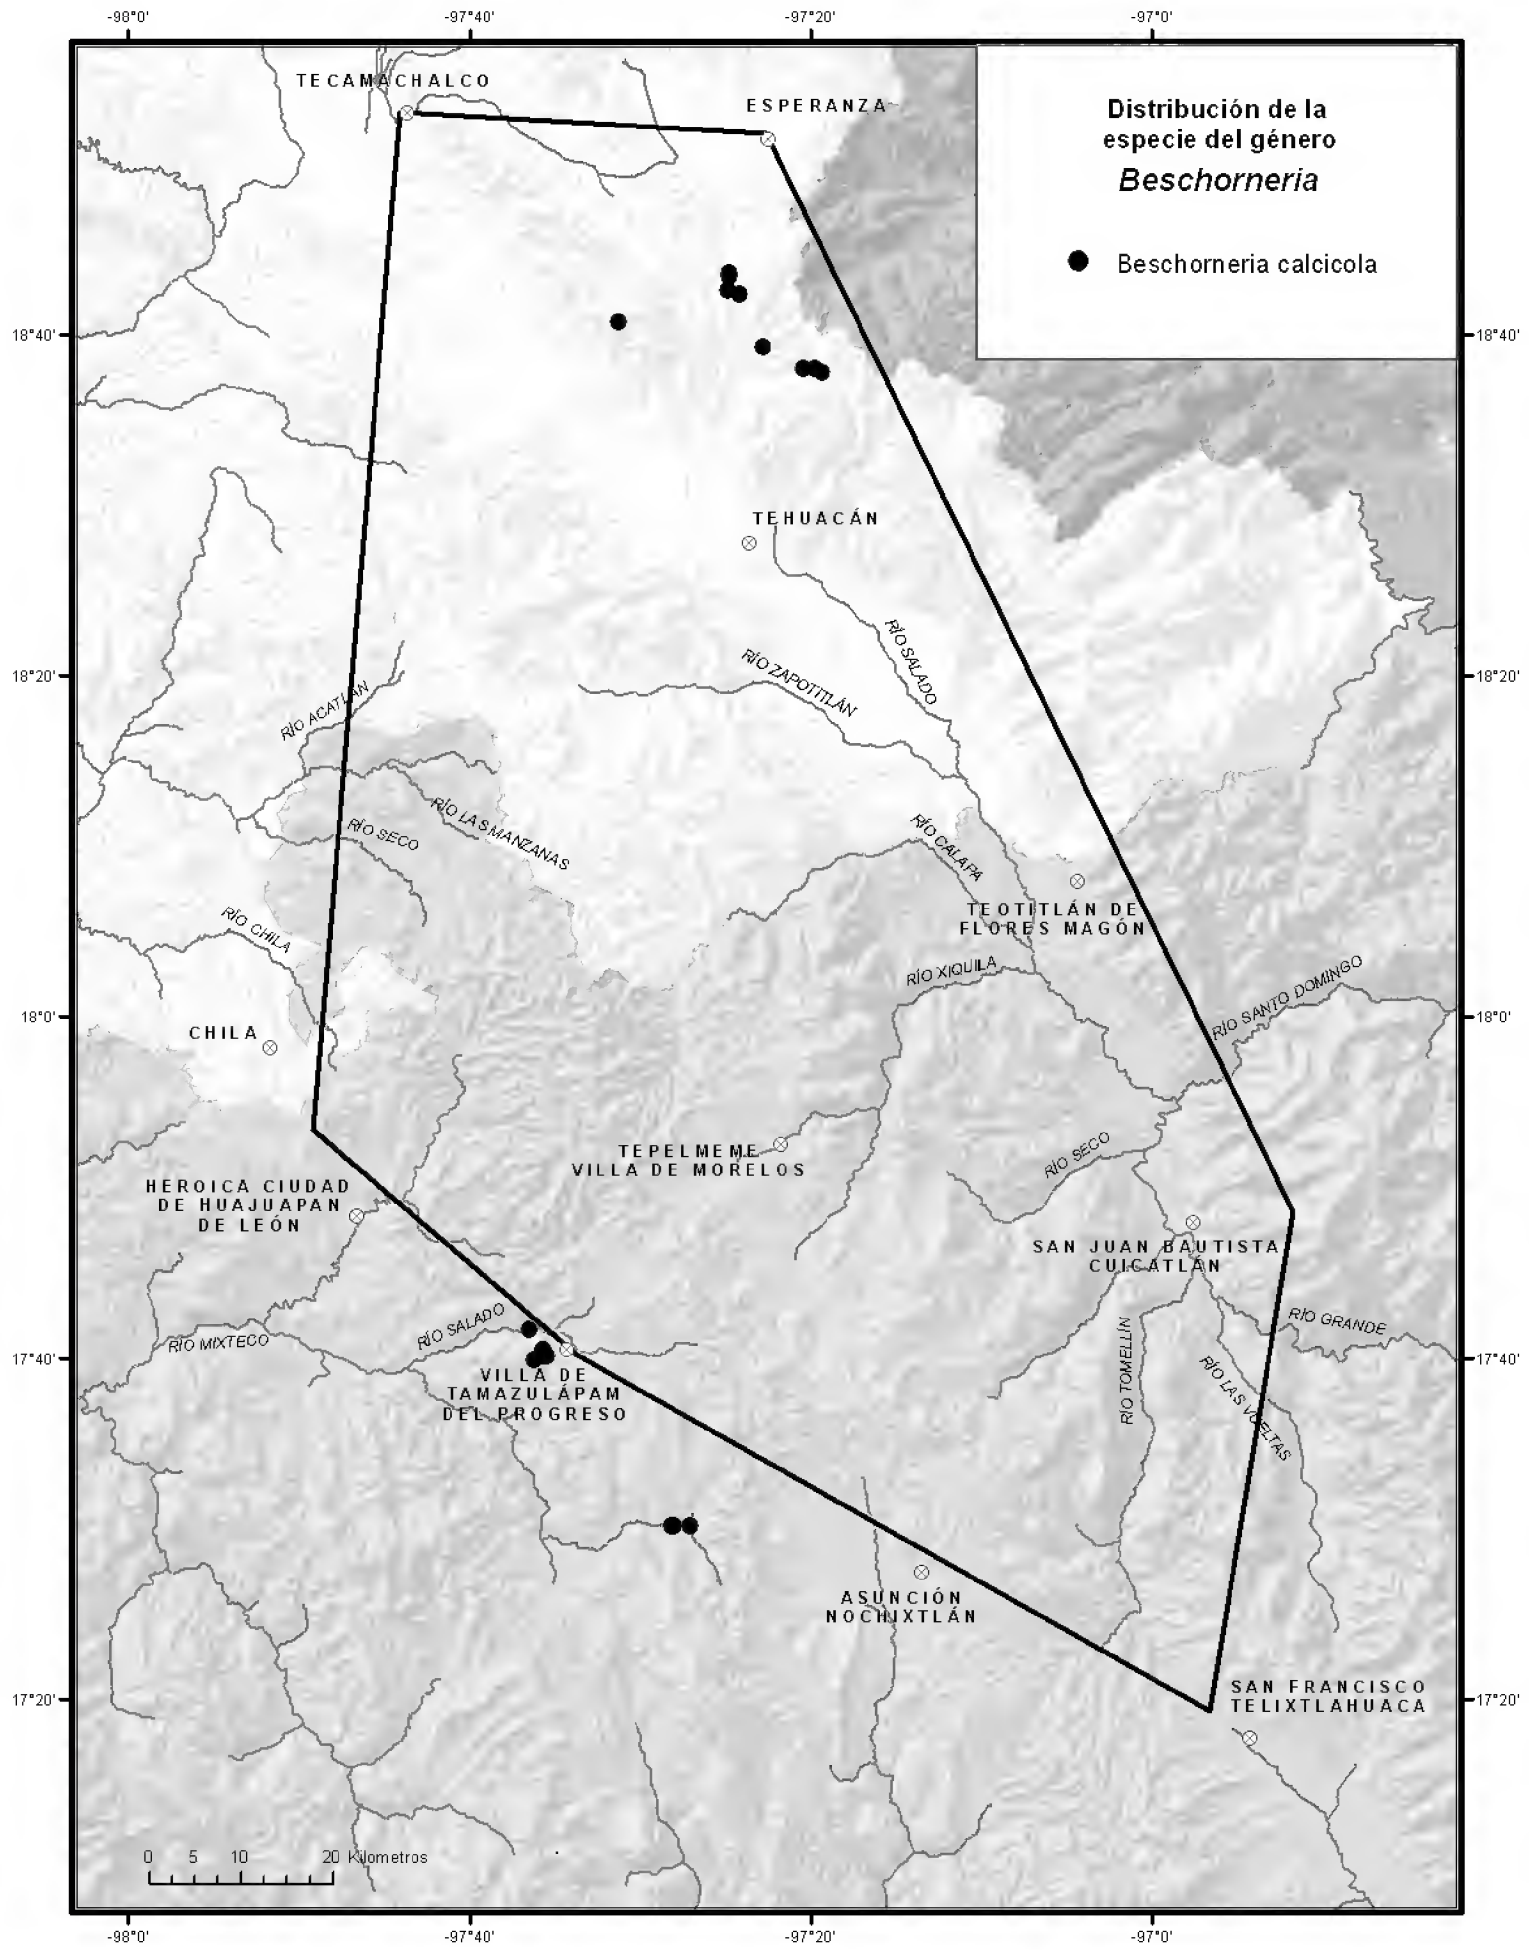 -98°0'
-97°40'
-97°20'
-97°0'
TECAMACHALCO
ESPERANZA
Distribución de la
especie del género
Beschorneria
Beschorneria calcicola
18°40'
18°40'
TEHUACÁN
RÍO SALADO
RÍO ZAPOTITLÁN
18°20'
18°20'
RÍO ACATLÁN
RÍO LAS MANZANAS
RÍO SECO
RÍO CALAPA
TEOTITLÁN DE
FLORES MAGÓN
RÍO CHILA
RÍO XIQUILA
RÍO SANTO DOMINGO
18°0'
18°0'
CHILA
TEPELMEME
VILLA DE MORELOS
RÍO SECO
HEROICA CIUDAD
DE HUAJUAPAN
DE LEÓN
SAN JUAN BAUTISTA
CUICATLÁN
RÍO SALADO
RÍO MIXTECO
RÍO GRANDE
17°40'
17°40'
RÍO TOMELLÍN
RÍO LAS VUELTAS
VILLA DE
TAMAZULÁPAM
DEL PROGRESO
ASUNCIÓN
NOCHIXTLÁN
SAN FRANCISCO
TELIXTLAHUACA
17°20'
17°20'
0 5 10 20 Kilometros
-98°0'
-97°40'
-97°20'
-97°0'